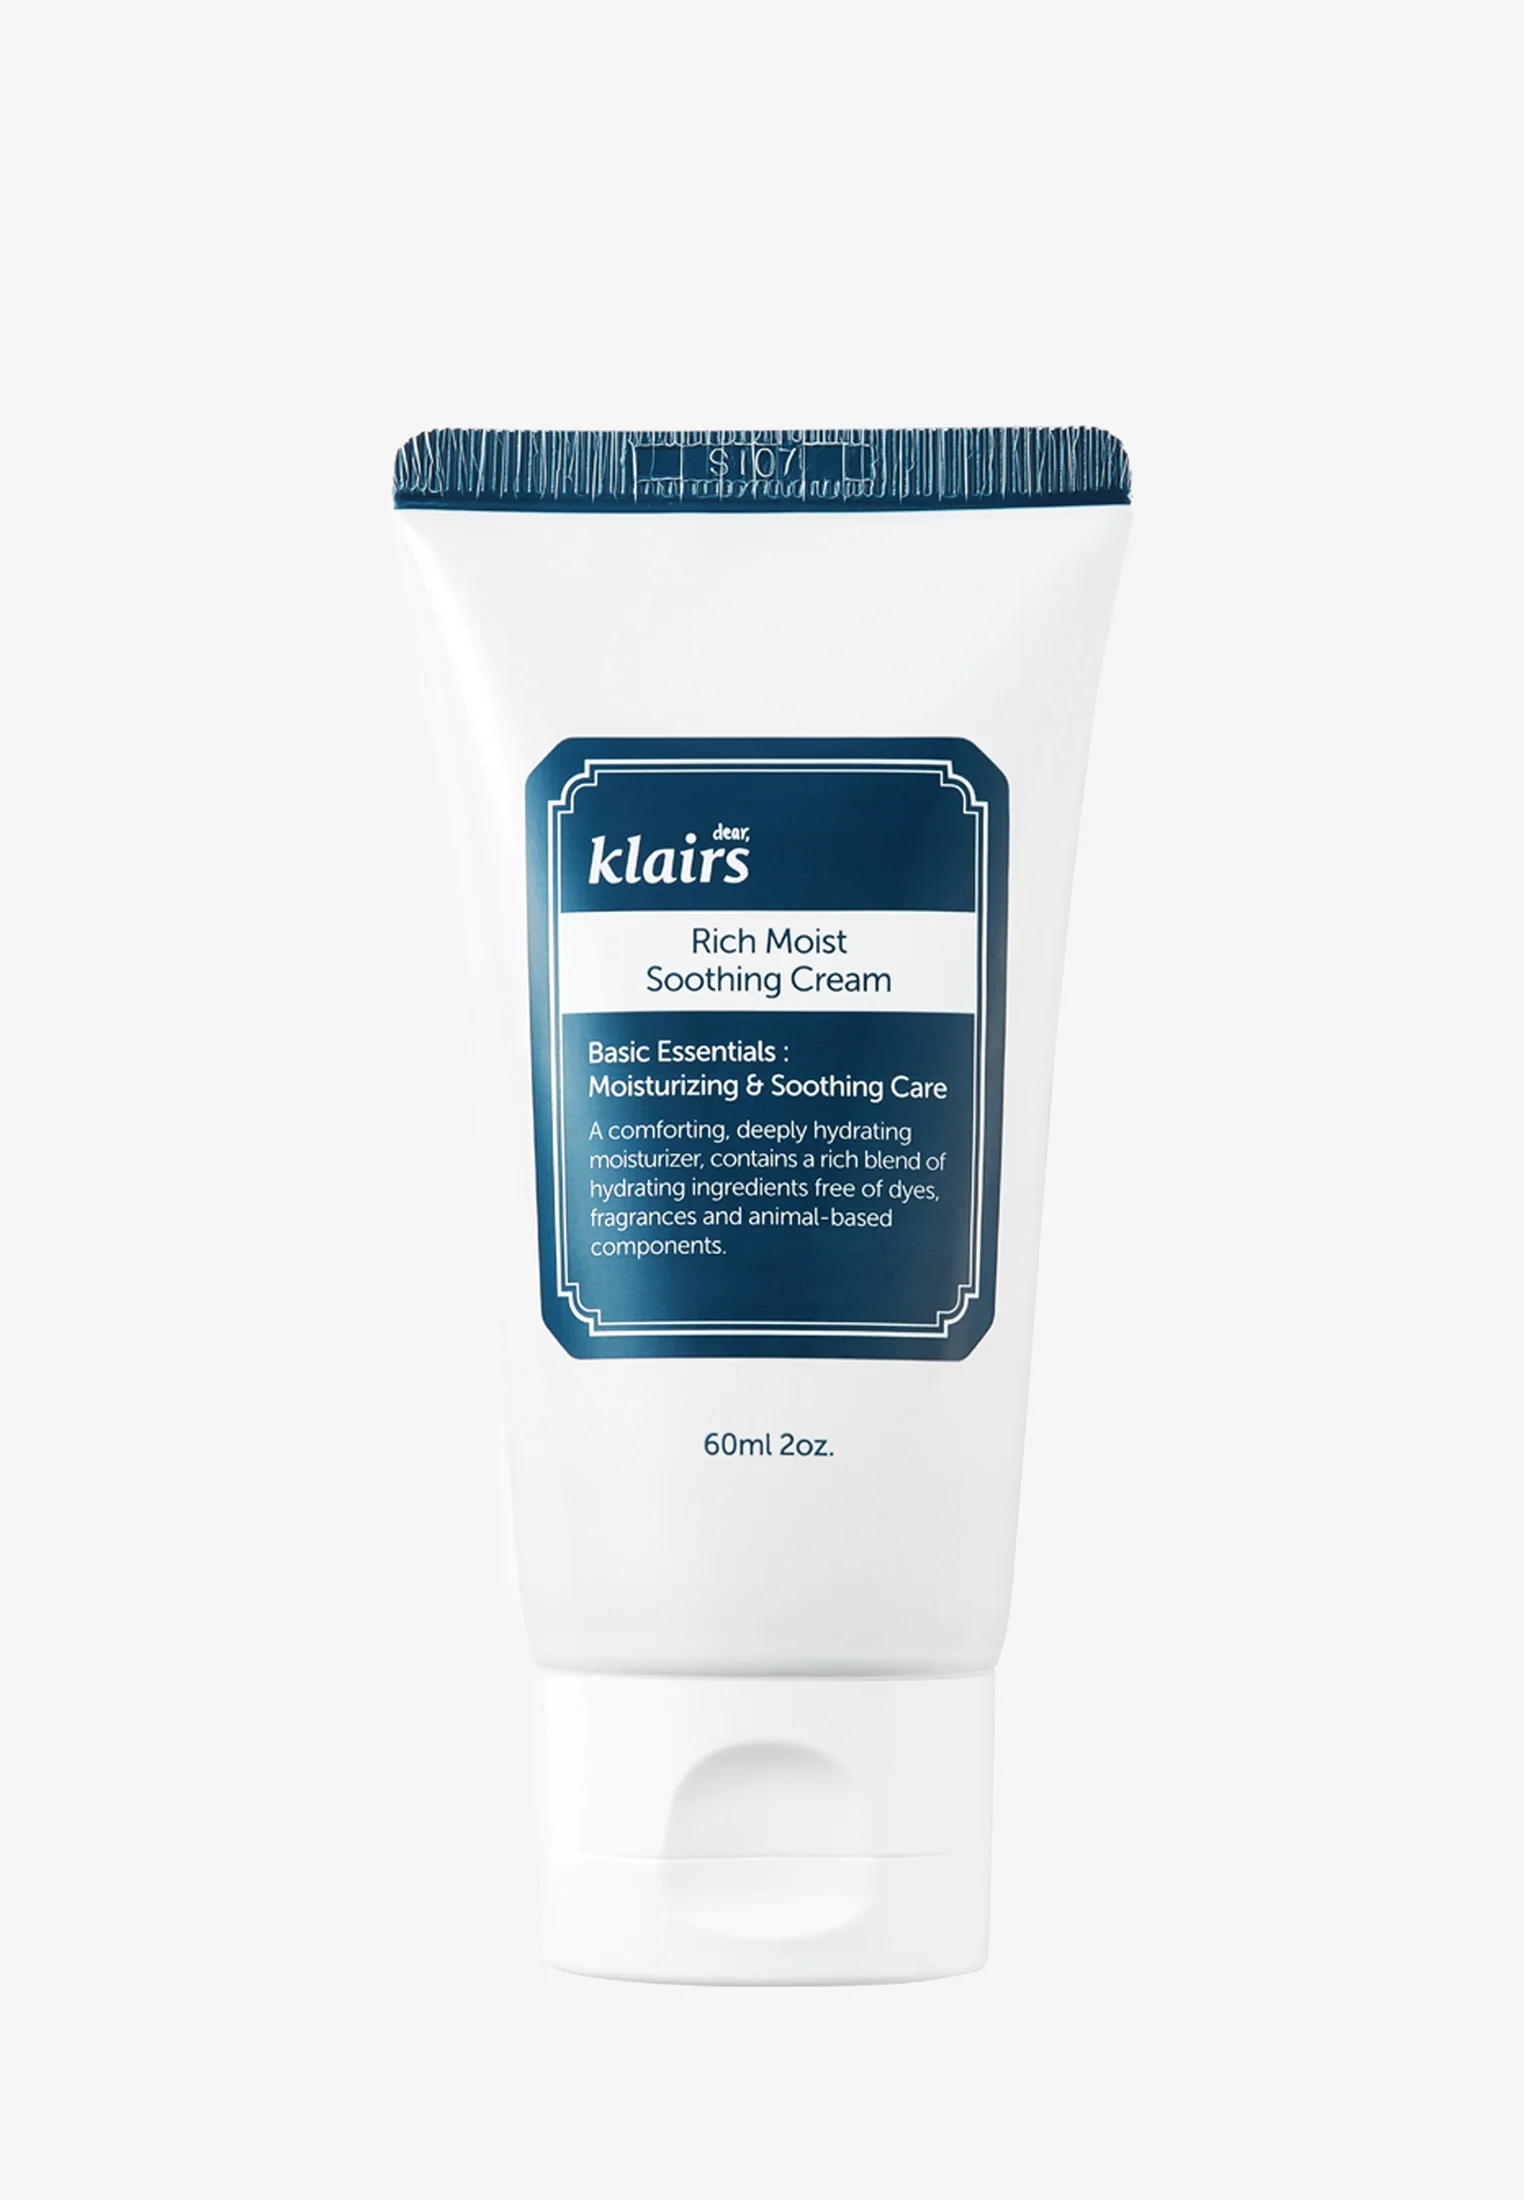 S107
dear,
klairs
Rich Moist
Soothing Cream
Basic Essentials :
Moisturizing & Soothing Care
A comforting, deeply hydrating
moisturizer, contains a rich blend of
hydrating ingredients free of dyes,
fragrances and animal-based
components.
60ml 2oz.